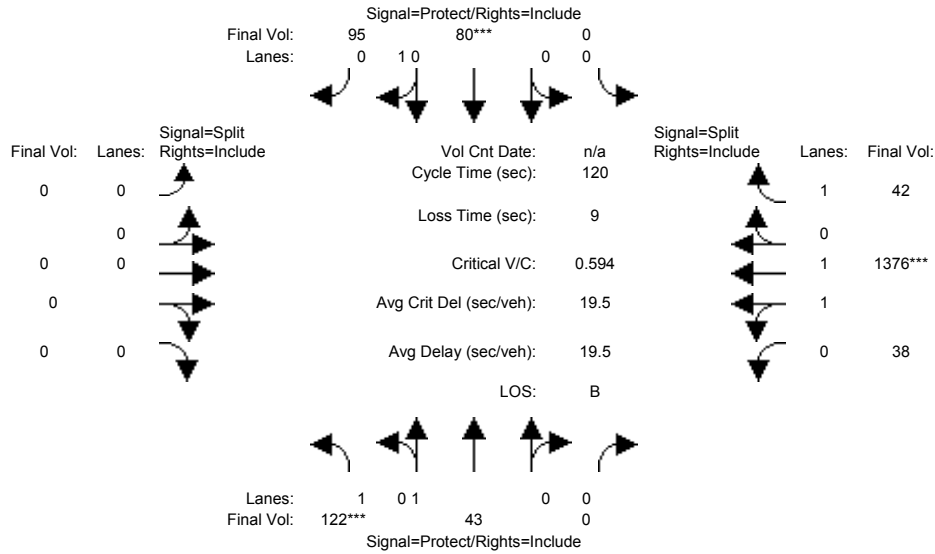 Signal=Protect/Rights=Include
Final Vol: 95 80*** 0
Lanes: 0 1 0 0 0
Signal=Split Signal=Split
Final Vol: Lanes: Rights=Include Vol Cnt Date: n/a Rights=Include Lanes: Final Vol:
Cycle Time (sec): 120
0 0 1 42
Loss Time (sec): 9
0 0
0 0 Critical V/C: 0.594 1 1376***
0 Avg Crit Del (sec/veh): 19.5 1
0 0 Avg Delay (sec/veh): 19.5 0 38
LOS: B
Lanes: 1 0 1 0 0
Final Vol: 122*** 43 0
Signal=Protect/Rights=Include